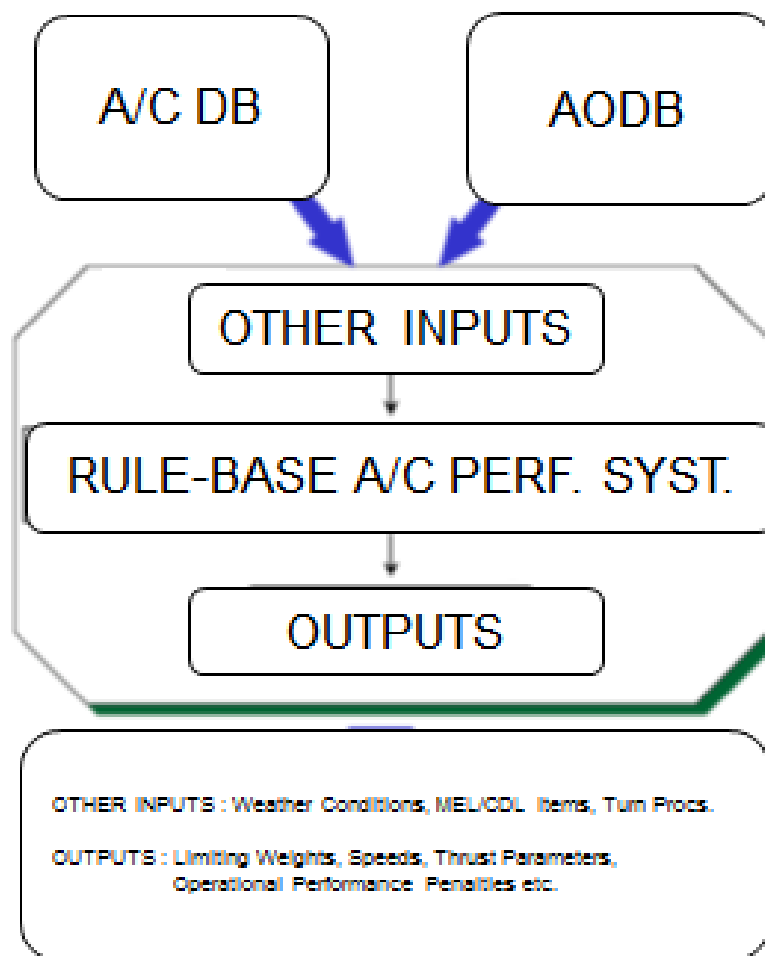 A/C DB
AODB
OTHER INPUTS
RULE-BASE A/C PERF. SYST.
OUTPUTS
OTHER INPUTS : Weather Conditions, MEL/CDL Items, Turn Procs.
OUTPUTS : Limiting Weights, Speeds, Thrust Parameters,
Operational Performance Penalties etc.